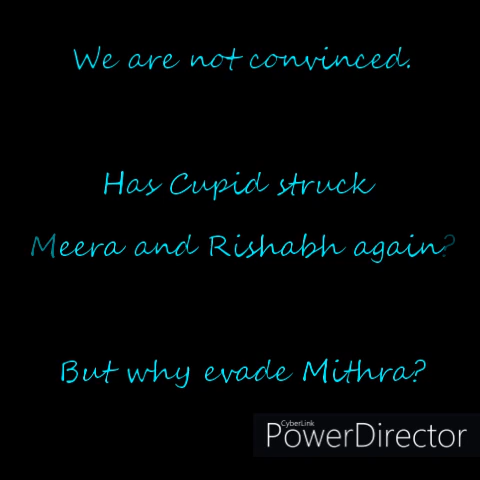 We are not convinced.
Has Cupid struck
Meera and Rishabh again?
But why evade Mithra?
CyberLink
PowerDirector